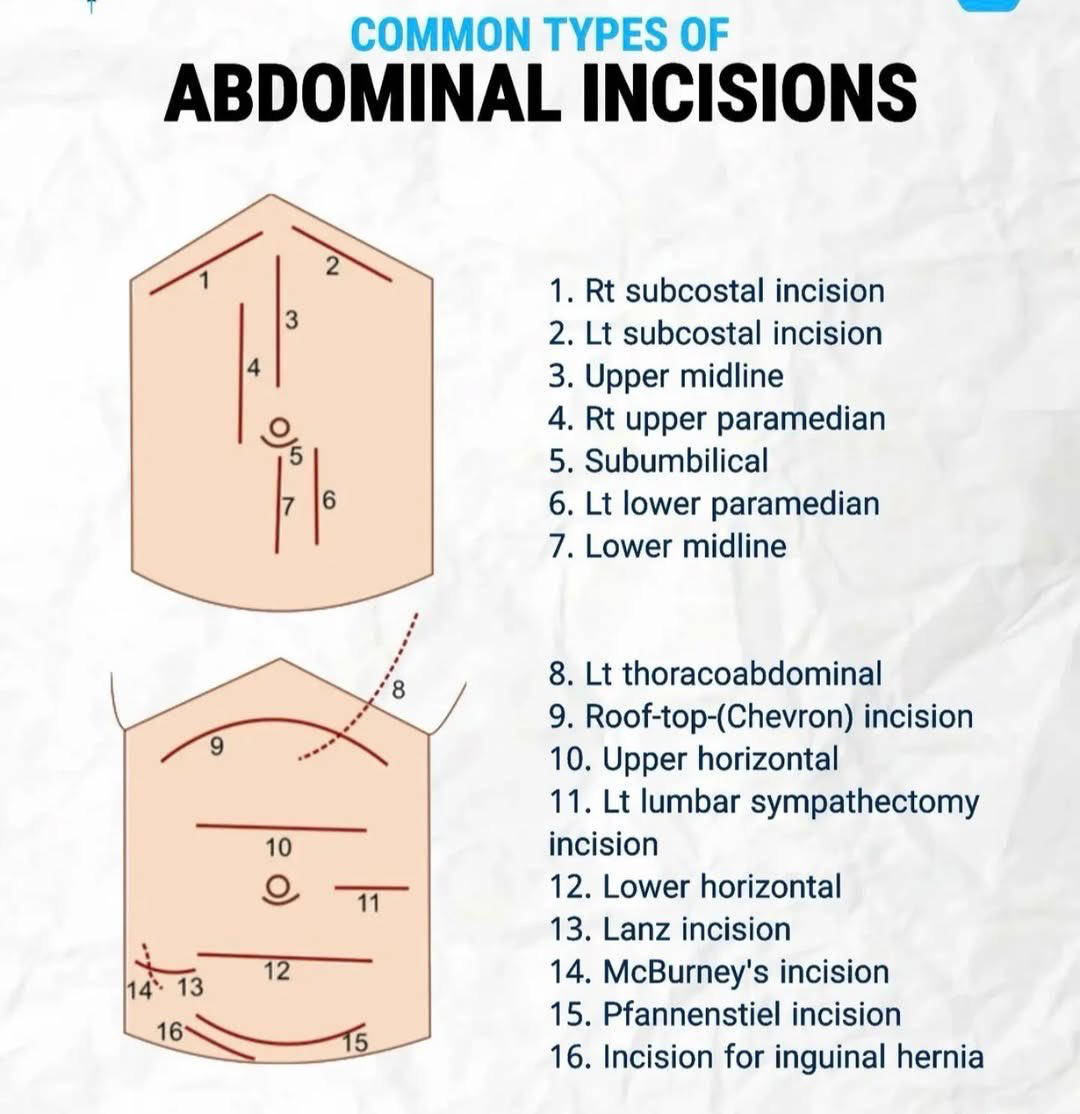 COMMON TYPES OF
ABDOMINAL INCISIONS
1
2
3
4
5
6
7
1. Rt subcostal incision
2. Lt subcostal incision
3. Upper midline
4. Rt upper paramedian
5. Subumbilical
6. Lt lower paramedian
7. Lower midline
8
9
10
11
12
13
14
15
16
8. Lt thoracoabdominal
9. Roof-top-(Chevron) incision
10. Upper horizontal
11. Lt lumbar sympathectomy
incision
12. Lower horizontal
13. Lanz incision
14. McBurney's incision
15. Pfannenstiel incision
16. Incision for inguinal hernia